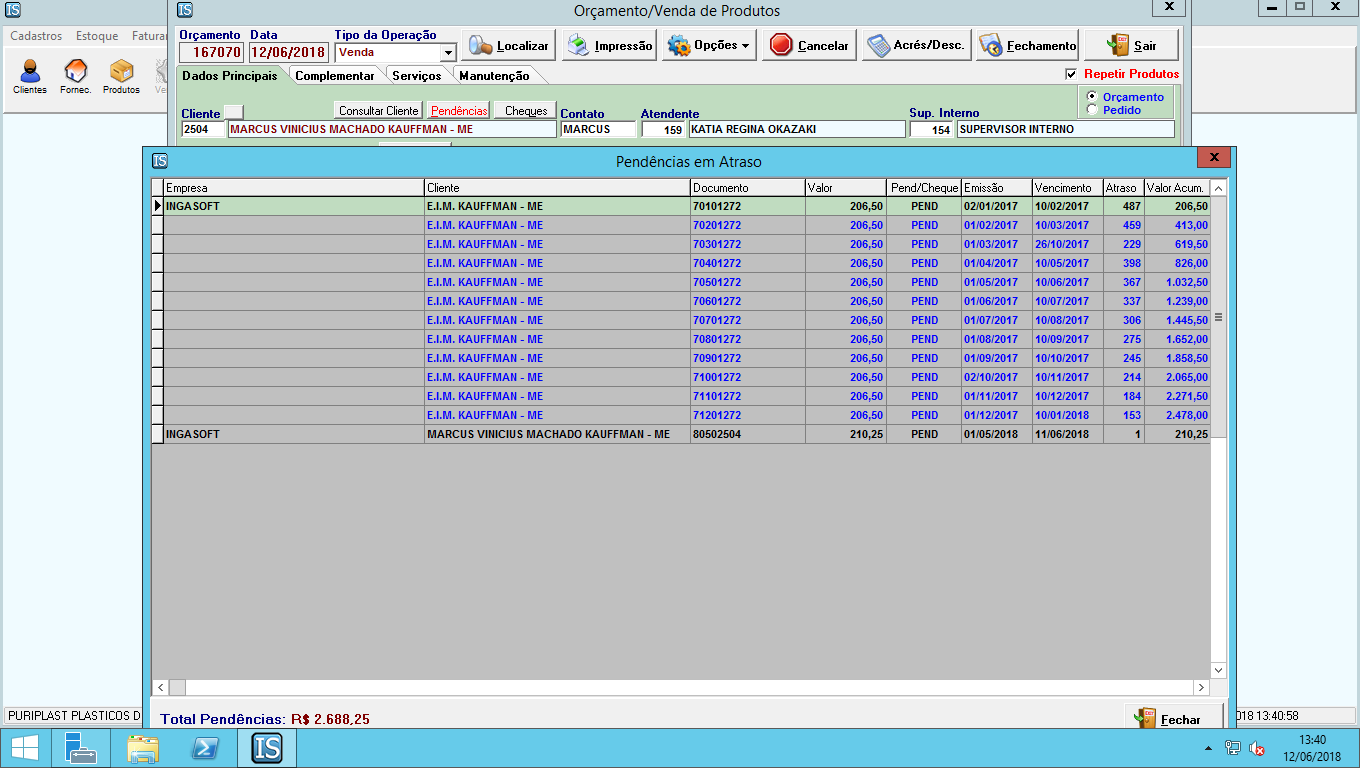 IS
IS Orçamento/Venda de Produtos X X
Cadastros Estoque
Clientes Fornec. Produtos
Orçamento Data Tipo da Operação
167070 12/06/2018 Venda Localizar Impressão Opções Cancelar Acrés/Desc. Fechamento Sair
Dados Principais Complementar Serviços Manutenção Repetir Produtos
Orçamento
Pedido
Cliente Consultar Cliente Pendências Cheques Contato Atendente Sup. Interno
2504 MARCUS VINICIUS MACHADO KAUFFMAN - ME MARCUS 159 KATIA REGINA OKAZAKI 154 SUPERVISOR INTERNO
IS Pendências em Atraso X
Empresa Cliente Documento Valor Pend/Cheque Emissão Vencimento Atraso Valor Acum.
INGASOFT E.I.M. KAUFFMAN - ME 70101272 206,50 PEND 02/01/2017 10/02/2017 487 206,50
E.I.M. KAUFFMAN - ME 70201272 206,50 PEND 01/02/2017 10/03/2017 459 413,00
E.I.M. KAUFFMAN - ME 70301272 206,50 PEND 01/03/2017 26/10/2017 229 619,50
E.I.M. KAUFFMAN - ME 70401272 206,50 PEND 01/04/2017 10/05/2017 398 826,00
E.I.M. KAUFFMAN - ME 70501272 206,50 PEND 01/05/2017 10/06/2017 367 1.032,50
E.I.M. KAUFFMAN - ME 70601272 206,50 PEND 01/06/2017 10/07/2017 337 1.239,00
E.I.M. KAUFFMAN - ME 70701272 206,50 PEND 01/07/2017 10/08/2017 306 1.445,50
E.I.M. KAUFFMAN - ME 70801272 206,50 PEND 01/08/2017 10/09/2017 275 1.652,00
E.I.M. KAUFFMAN - ME 70901272 206,50 PEND 01/09/2017 10/10/2017 245 1.858,50
E.I.M. KAUFFMAN - ME 71001272 206,50 PEND 02/10/2017 10/11/2017 214 2.065,00
E.I.M. KAUFFMAN - ME 71101272 206,50 PEND 01/11/2017 10/12/2017 184 2.271,50
E.I.M. KAUFFMAN - ME 71201272 206,50 PEND 01/12/2017 10/01/2018 153 2.478,00
INGASOFT MARCUS VINICIUS MACHADO KAUFFMAN - ME 80502504 210,25 PEND 01/05/2018 11/06/2018 1 210,25
PURIPLAST PLASTICOS D Total Pendências: R$ 2.688,25 Fechar 018 13:40:58
IS 13:40
12/06/2018